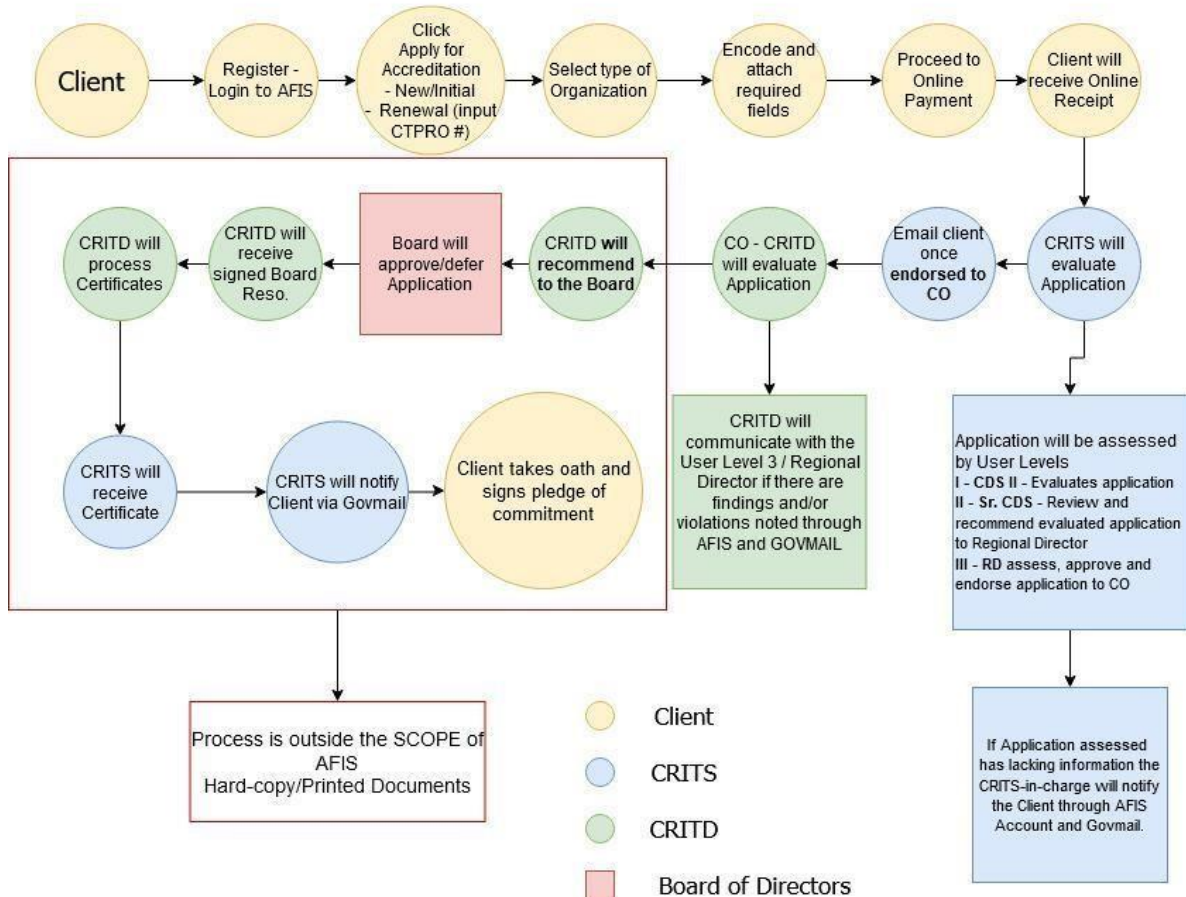 Client
Register -
Login to AFIS
Click
Apply for
Accreditation
- New/Initial
- Renewal (input
CTPRO #)
Select type of
Organization
Encode and
attach
required
fields
Proceed to
Online
Payment
Client will
receive Online
Receipt
CRITD will
process
Certificates
CRITD will
receive
signed Board
Reso.
Board will
approve/defer
Application
CRITD will
recommend
to the Board
CO - CRITD
will evaluate
Application
Email client
once
endorsed to
CO
CRITS will
evaluate
Application
CRITS will
receive
Certificate
CRITS will notify
Client via Govmail
Client takes oath and
signs pledge of
commitment
CRITD will
communicate with the
User Level 3 / Regional
Director if there are
findings and/or
violations noted through
AFIS and GOVMAIL
Application will be assessed
by User Levels
I - CDS II - Evaluates application
II - Sr. CDS - Review and
recommend evaluated application
to Regional Director
III - RD assess, approve and
endorse application to CO
Process is outside the SCOPE of
AFIS
Hard-copy/Printed Documents
If Application assessed
has lacking information the
CRITS-in-charge will notify
the Client through AFIS
Account and Govmail.
Client
CRITS
CRITD
Board of Directors